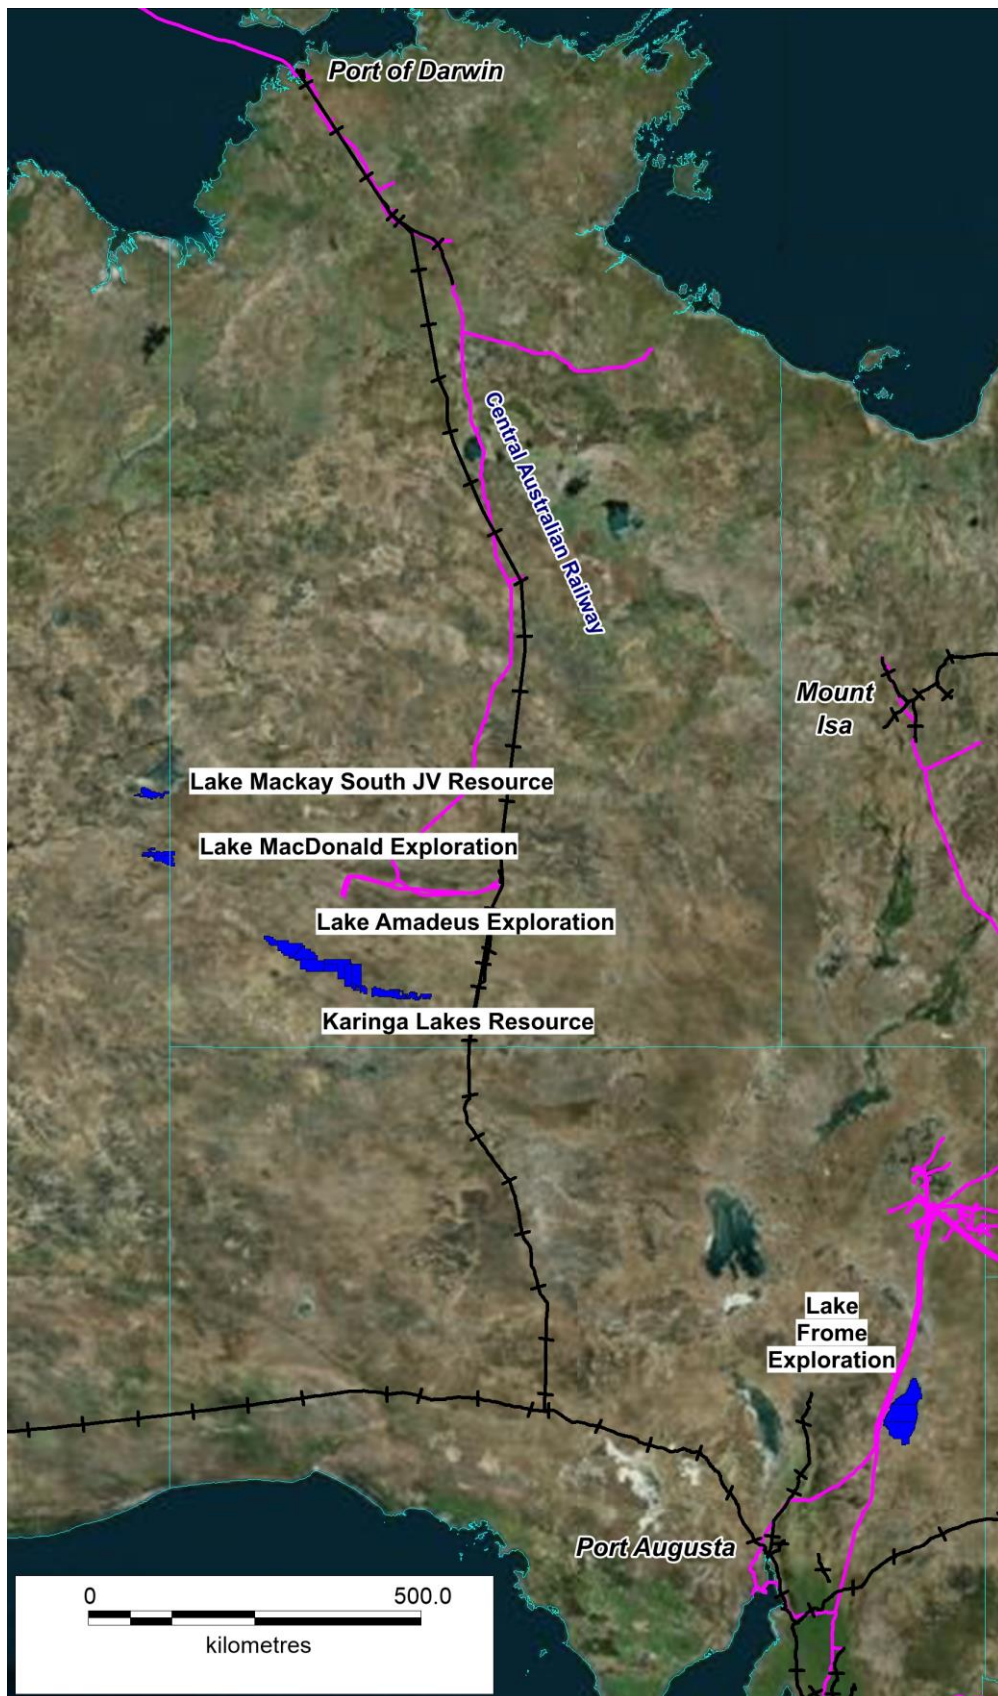 Port of Darwin
Central Australian Railway
Mount
Isa
Lake Mackay South JV Resource
Lake MacDonald Exploration
Lake Amadeus Exploration
Karinga Lakes Resource
Lake
Frome
Exploration
Port Augusta
0 500.0
kilometres